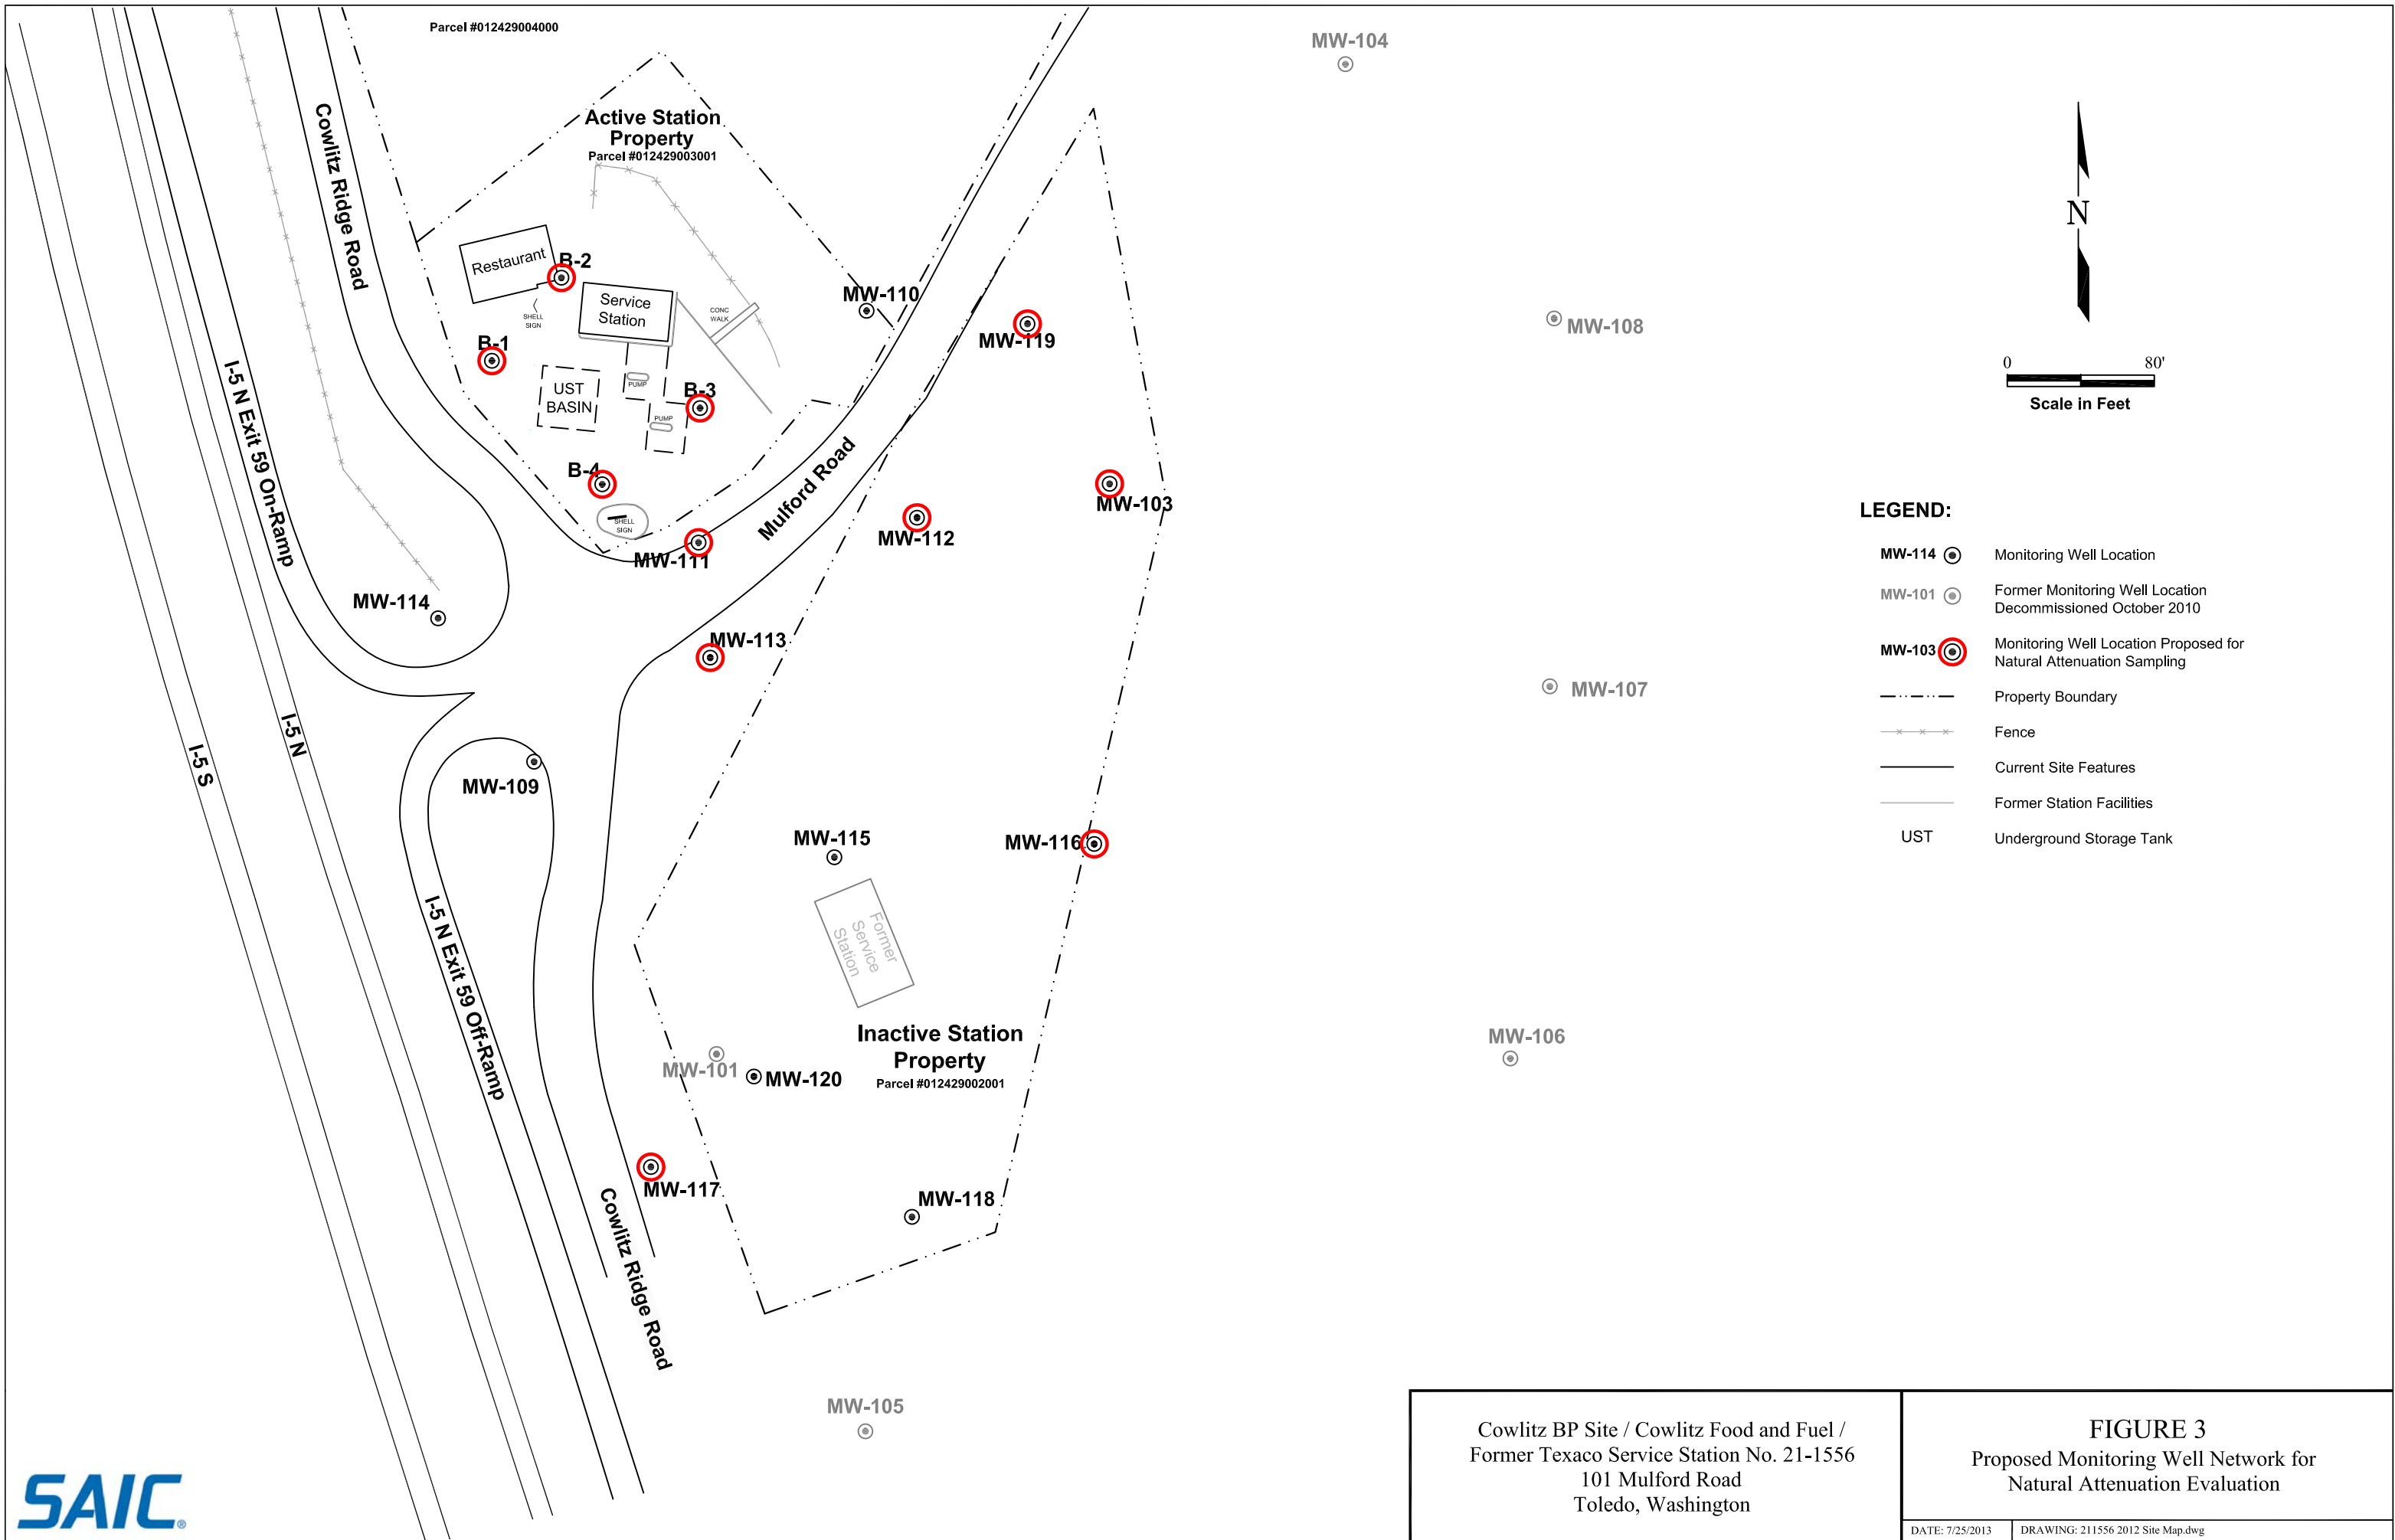 Parcel #012429004000
MW-104
Active Station
Property
Parcel #012429003001
Cowlitz Ridge Road
N
Restaurant
B-2
SHELL
SIGN
Service
Station
CONC
WALK
MW-110
MW-119
MW-108
B-1
UST
BASIN
PUMP
B-3
PUMP
0 80'
Scale in Feet
I-5 N Exit 59 On-Ramp
B-4
SHELL
SIGN
Mulford Road
MW-103
MW-112
MW-111
MW-114
MW-113
MW-107
LEGEND:
MW-114 Monitoring Well Location
MW-101 Former Monitoring Well Location
Decommissioned October 2010
MW-103 Monitoring Well Location Proposed for
Natural Attenuation Sampling
Property Boundary
Fence
Current Site Features
Former Station Facilities
UST Underground Storage Tank
I-5 S
I-5 N
MW-109
MW-115
MW-116
I-5 N Exit 59 Off-Ramp
Former
Service
Station
Inactive Station
Property
Parcel #012429002001
MW-101
MW-120
MW-106
MW-117
MW-118
Cowlitz Ridge Road
MW-105
SAIC®
Cowlitz BP Site / Cowlitz Food and Fuel /
Former Texaco Service Station No. 21-1556
101 Mulford Road
Toledo, Washington
FIGURE 3
Proposed Monitoring Well Network for
Natural Attenuation Evaluation
DATE: 7/25/2013
DRAWING: 211556 2012 Site Map.dwg